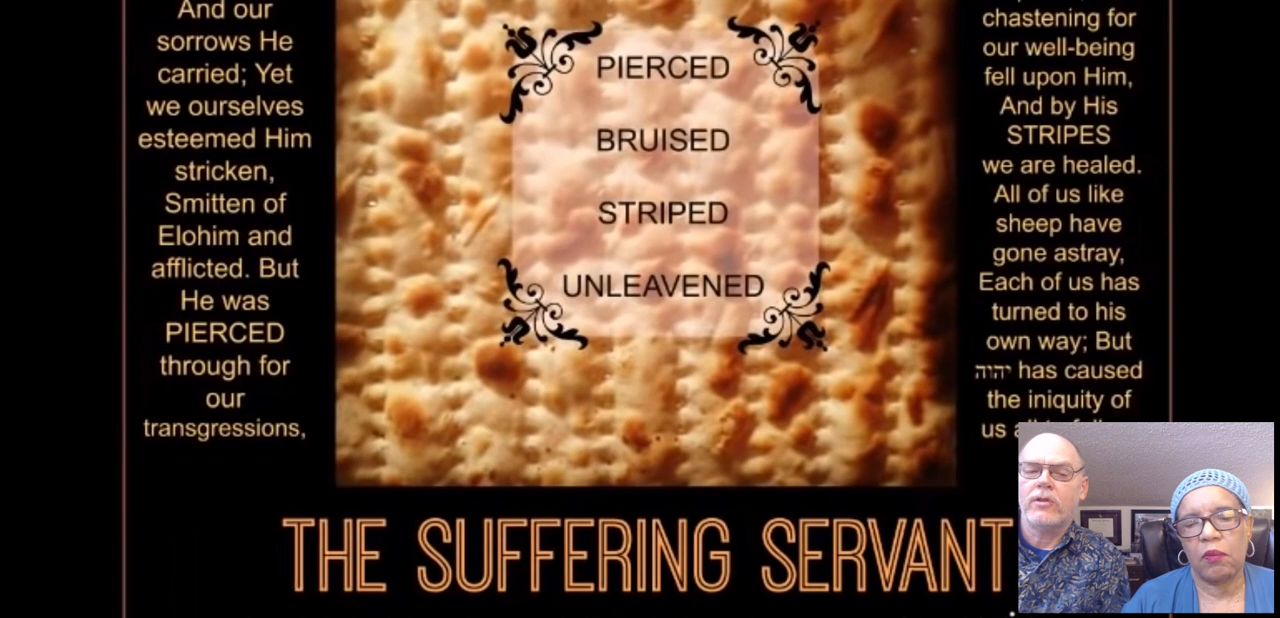 And our
sorrows He
carried; Yet
we ourselves
esteemed Him
stricken,
Smitten of
Elohim and
afflicted. But
He was
PIERCED
through for
our
transgressions,
PIERCED
BRUISED
STRIPED
UNLEAVENED
chastening for
our well-being
fell upon Him,
And by His
STRIPES
we are healed.
All of us like
sheep have
gone astray,
Each of us has
turned to his
own way; But
יהוה has caused
the iniquity of
us
THE SUFFERING SERVANT